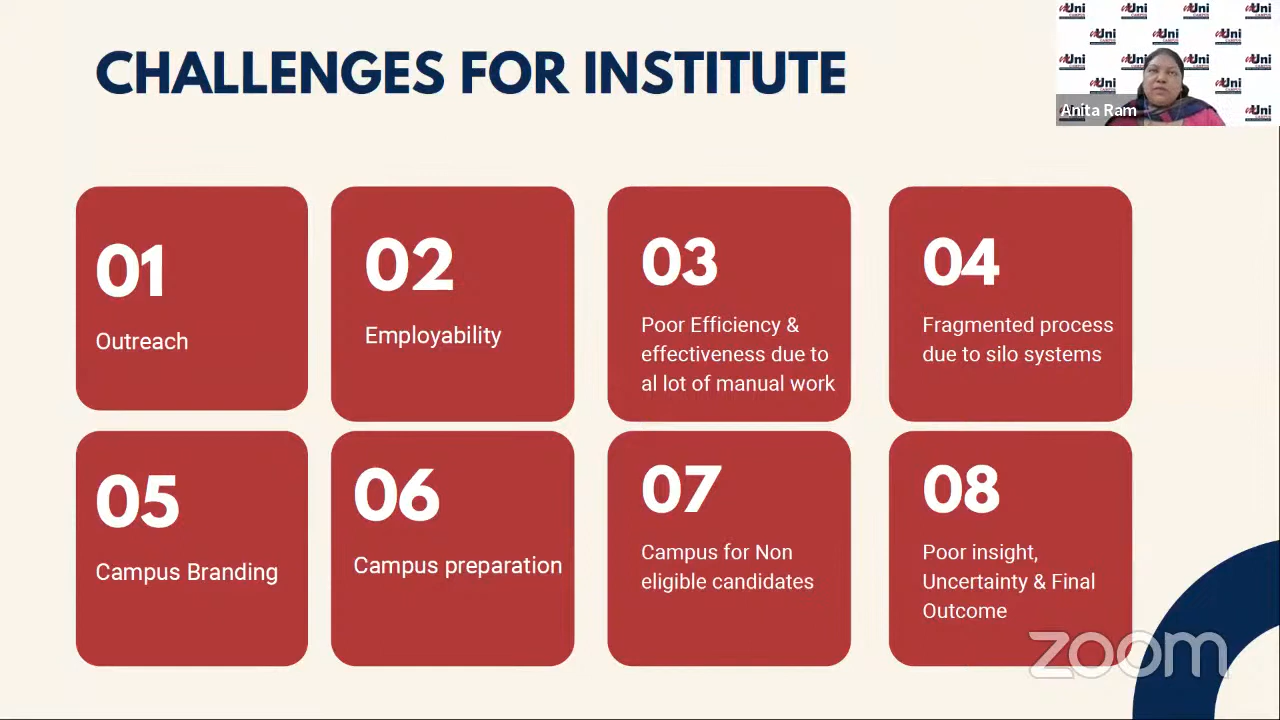 CHALLENGES FOR INSTITUTE
Anita Ram
01
Outreach
02
Employability
03
Poor Efficiency &
effectiveness due to
al lot of manual work
04
Fragmented process
due to silo systems
05
Campus Branding
06
Campus preparation
07
Campus for Non
eligible candidates
08
Poor insight,
Uncertainty & Final
Outcome
zoom